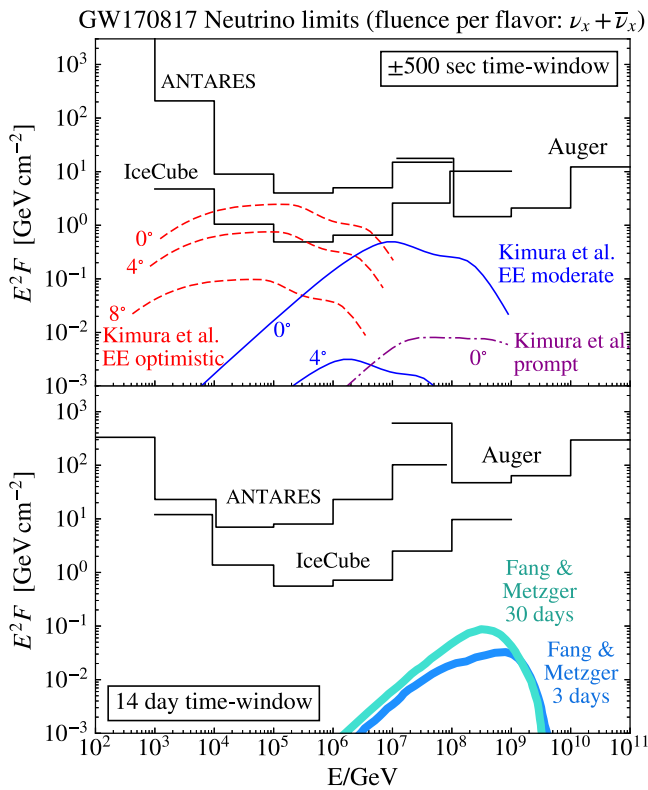 GW170817 Neutrino limits (fluence per flavor: νₓ + ν̅ₓ)
±500 sec time-window
ANTARES
Auger
IceCube
0°
4°
8°
Kimura et al.
EE optimistic
Kimura et al.
EE moderate
0°
4°
Kimura et al
prompt
0°
10³
10²
10¹
10⁰
10⁻¹
10⁻²
10⁻³
E²F [GeV cm⁻²]
ANTARES
Auger
IceCube
Fang &
Metzger
30 days
Fang &
Metzger
3 days
14 day time-window
10³
10²
10¹
10⁰
10⁻¹
10⁻²
10⁻³
E²F [GeV cm⁻²]
10² 10³ 10⁴ 10⁵ 10⁶ 10⁷ 10⁸ 10⁹ 10¹⁰ 10¹¹
E/GeV